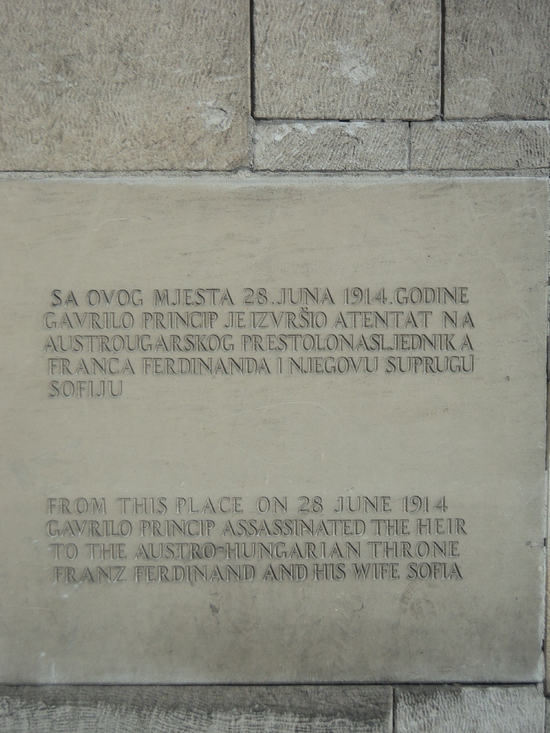 SA OVOG MJESTA 28.JUNA 1914.GODINE
GAVRILO PRINCIP JE IZVRŠIO ATENTAT NA
AUSTROUGARSKOG PRESTOLONASLJEDNIKA
FRANCA FERDINANDA I NJEGOVU SUPRUGU
SOFIJU
FROM THIS PLACE ON 28 JUNE 1914
GAVRILO PRINCIP ASSASSINATED THE HEIR
TO THE AUSTRO-HUNGARIAN THRONE
FRANZ FERDINAND AND HIS WIFE SOFIA